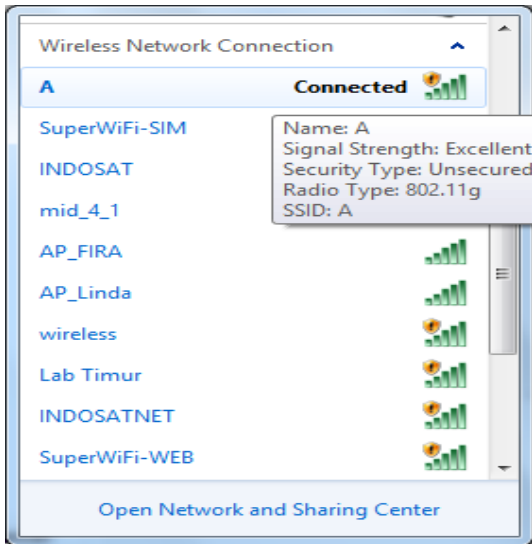 Wireless Network Connection
A Connected
SuperWiFi-SIM
Name: A
Signal Strength: Excellent
INDOSAT
Security Type: Unsecured
Radio Type: 802.11g
mid_4_1
SSID: A
AP_FIRA
AP_Linda
wireless
Lab Timur
INDOSATNET
SuperWiFi-WEB
Open Network and Sharing Center